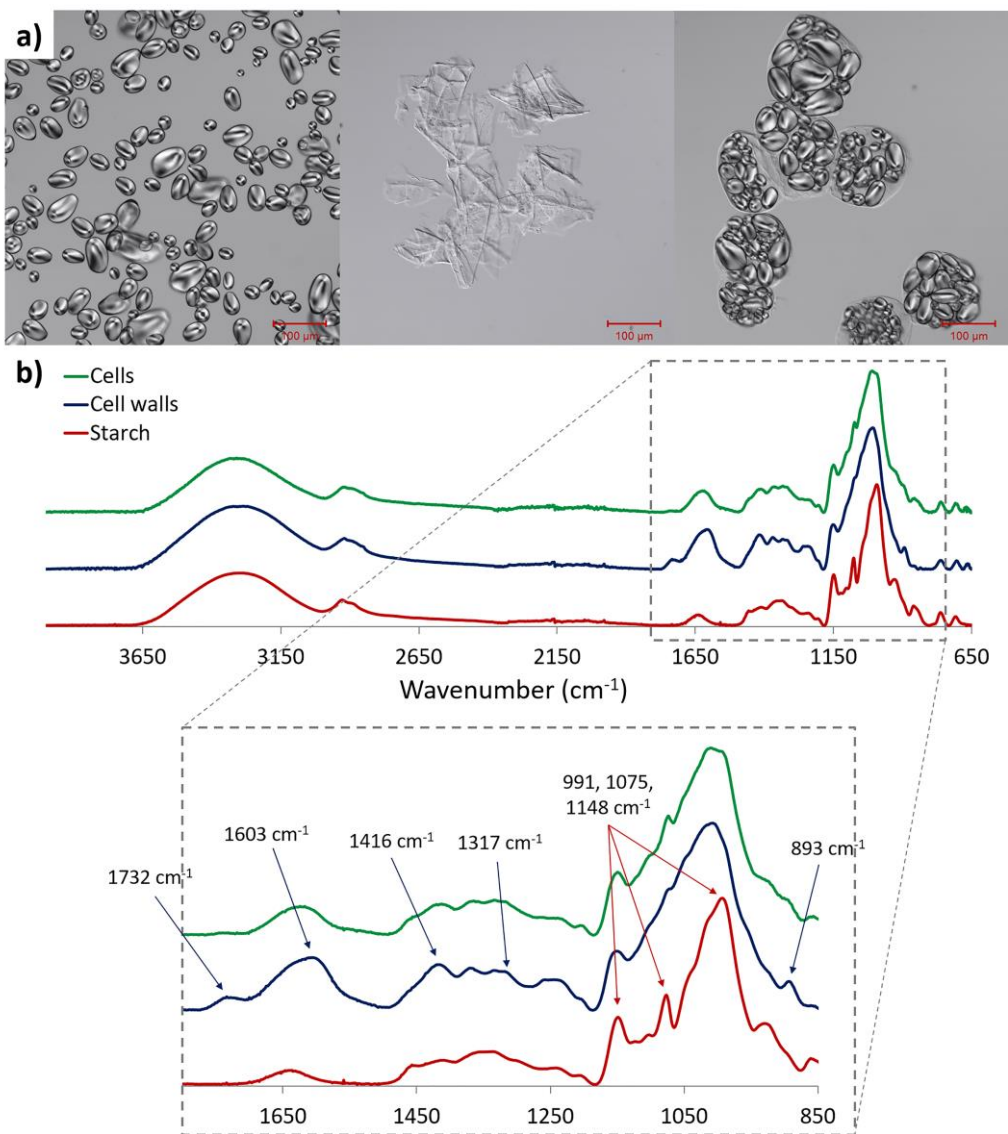 a)
100 µm
100 µm
100 µm
b)
Cells
Cell walls
Starch
3650 3150 2650 2150 1650 1150 650
Wavenumber (cm⁻¹)
991, 1075,
1148 cm⁻¹
1603 cm⁻¹
1416 cm⁻¹
1317 cm⁻¹
893 cm⁻¹
1732 cm⁻¹
1650 1450 1250 1050 850